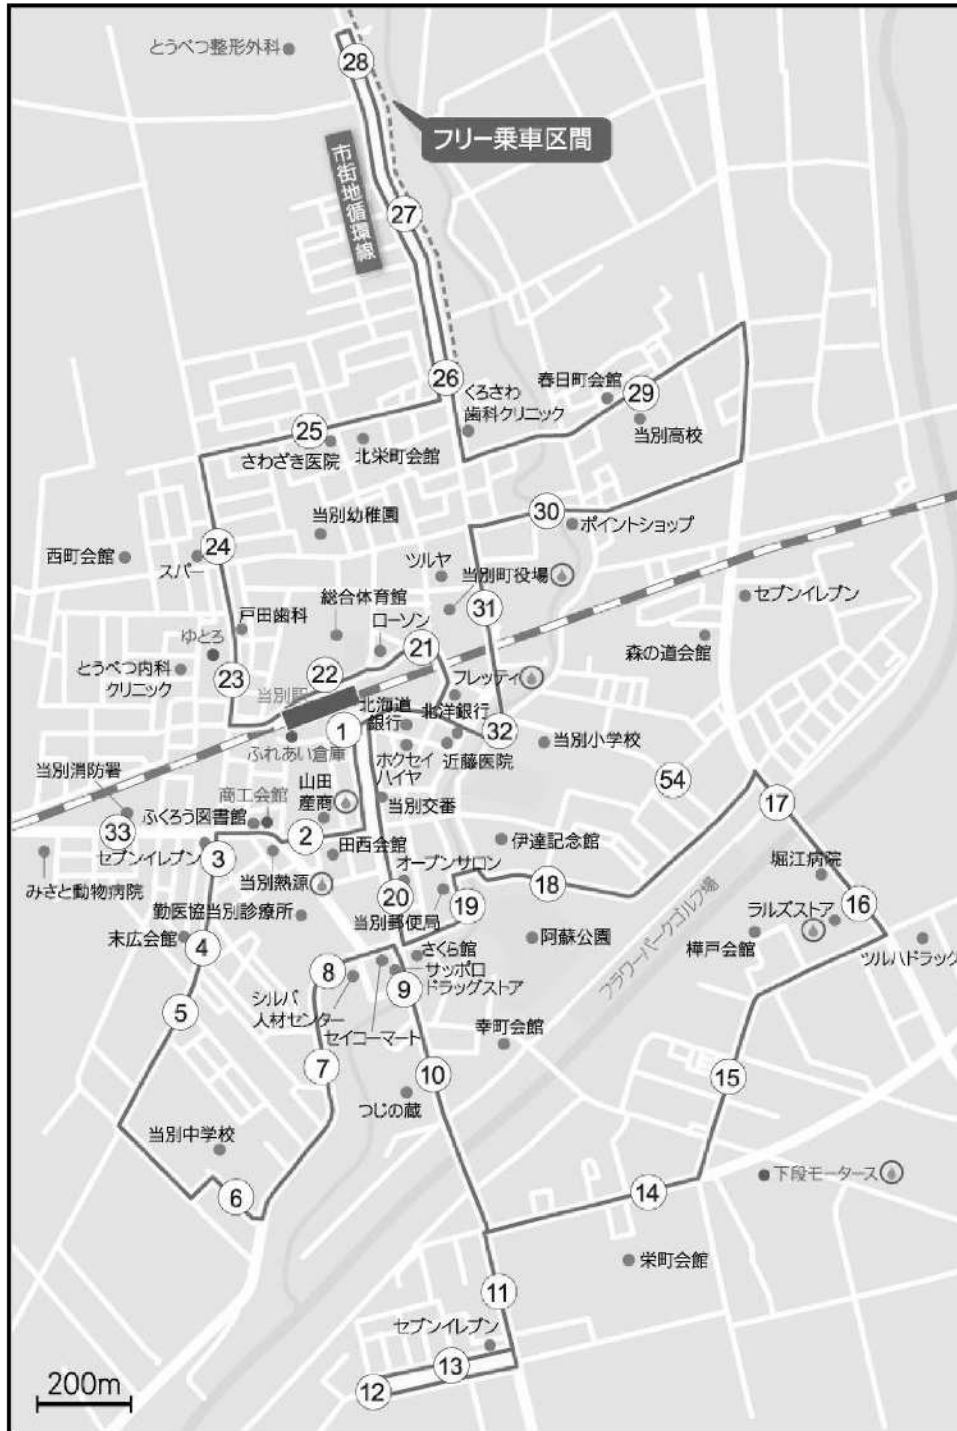 とうべつ整形外科
28
フリー乗車区間
市街地循環線
27
26
くろさわ
歯科クリニック
春日町会館
29
当別高校
25
さわざき医院
北栄町会館
30
ポイントショップ
当別幼稚園
西町会館
24
スパー
ツルヤ
当別町役場
31
セブンイレブン
戸田歯科
総合体育館
ローソン
21
森の道会館
ゆとろ
とうべつ内科
クリニック
23
22
当別駅
フレッティ
北海道
銀行
北洋銀行
32
1
ふれあい倉庫
ホクセイ
ハイヤ
近藤医院
当別小学校
当別消防署
33
商工会館
ふくろう図書館
山田
産商
当別交番
54
17
セブンイレブン
3
2
田西会館
伊達記念館
みさと動物病院
当別熱源
オープンサロン
堀江病院
勤医協当別診療所
20
当別郵便局
19
18
ラルズストア
16
末広会館
4
さくら館
阿蘇公園
樺戸会館
ツルハドラッグ
フラワーパークゴルフ場
8
サッポロ
ドラッグストア
9
シルバー
人材センター
セイコーマート
5
幸町会館
7
10
15
つじの蔵
当別中学校
6
14
下段モータース
栄町会館
11
セブンイレブン
13
12
200m